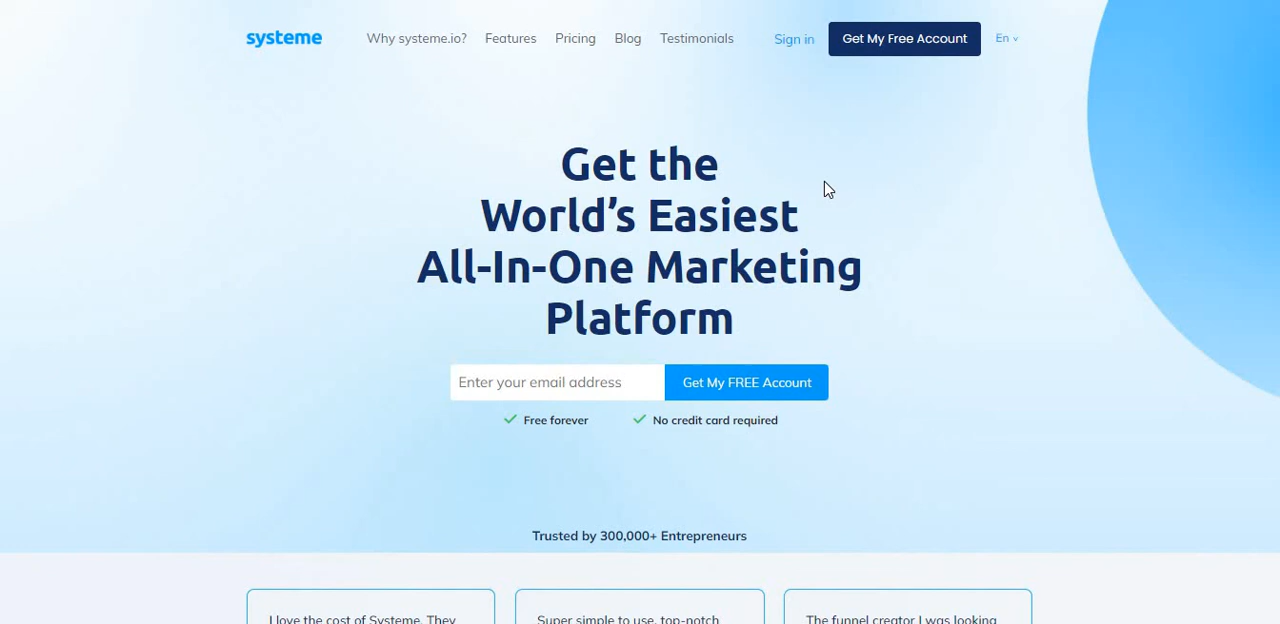 systeme
Why systeme.io? Features Pricing Blog Testimonials Sign in Get My Free Account En
Get the
World’s Easiest
All-In-One Marketing
Platform
Enter your email address Get My FREE Account
Free forever No credit card required
Trusted by 300,000+ Entrepreneurs
I love the cost of Systeme. They Super simple to use, top-notch The funnel creator I was looking